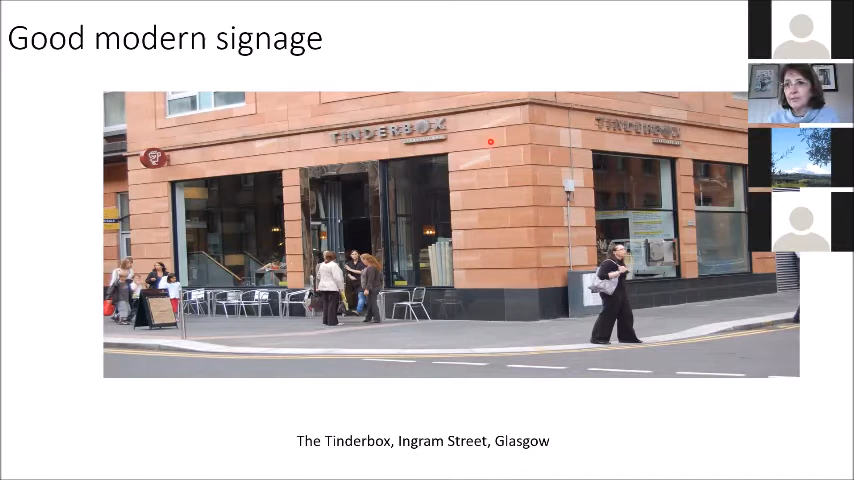 Good modern signage
TINDERBOX
TINDERBOX
The Tinderbox, Ingram Street, Glasgow